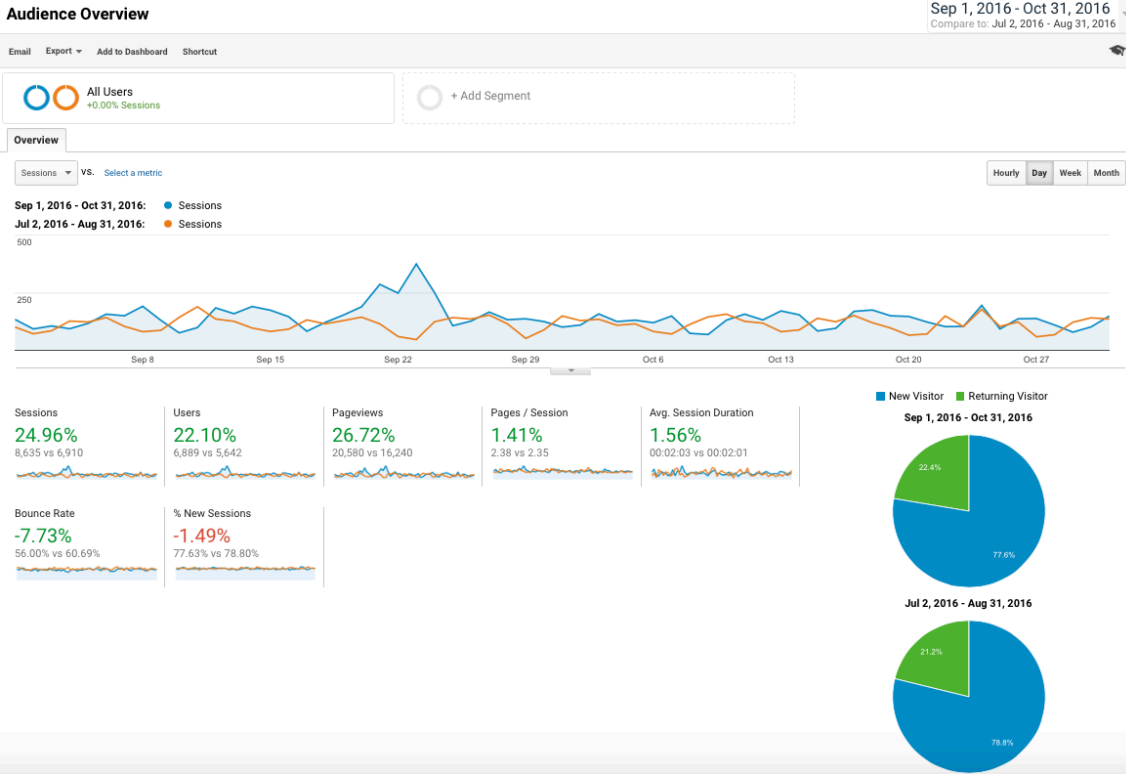 Audience Overview
Sep 1, 2016 - Oct 31, 2016
Compare to: Jul 2, 2016 - Aug 31, 2016
Email Export Add to Dashboard Shortcut
All Users
+0.00% Sessions
+ Add Segment
Overview
Sessions vs. Select a metric
Hourly Day Week Month
Sep 1, 2016 - Oct 31, 2016: Sessions
Jul 2, 2016 - Aug 31, 2016: Sessions
500
250
Sep 8 Sep 15 Sep 22 Sep 29 Oct 6 Oct 13 Oct 20 Oct 27
Sessions
24.96%
8,635 vs 6,910
Users
22.10%
6,889 vs 5,642
Pageviews
26.72%
20,580 vs 16,240
Pages / Session
1.41%
2.38 vs 2.35
Avg. Session Duration
1.56%
00:02:03 vs 00:02:01
Bounce Rate
-7.73%
56.00% vs 60.69%
% New Sessions
-1.49%
77.63% vs 78.80%
New Visitor Returning Visitor
Sep 1, 2016 - Oct 31, 2016
22.4%
77.6%
Jul 2, 2016 - Aug 31, 2016
21.2%
78.8%